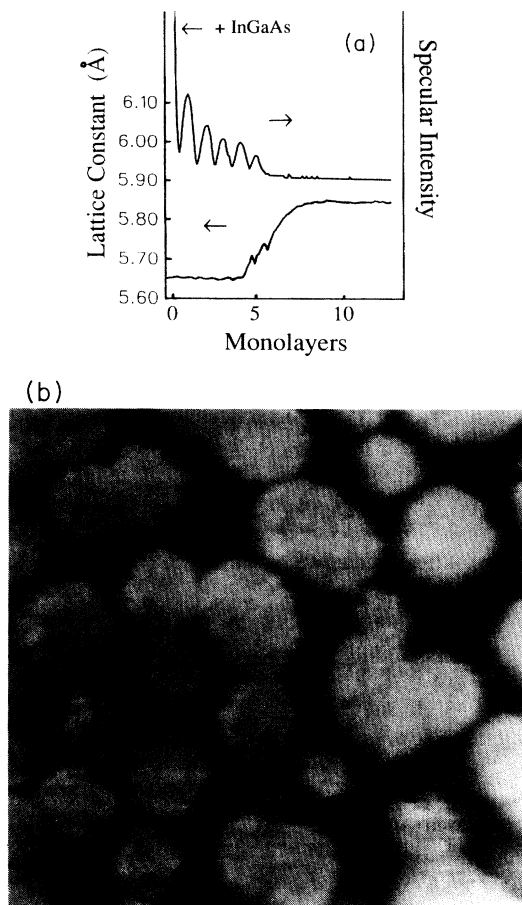 ← + InGaAs
(a)
Lattice Constant (Å)
6.10
6.00
5.90
5.80
5.70
5.60
→
←
Specular Intensity
0
5
10
Monolayers
(b)